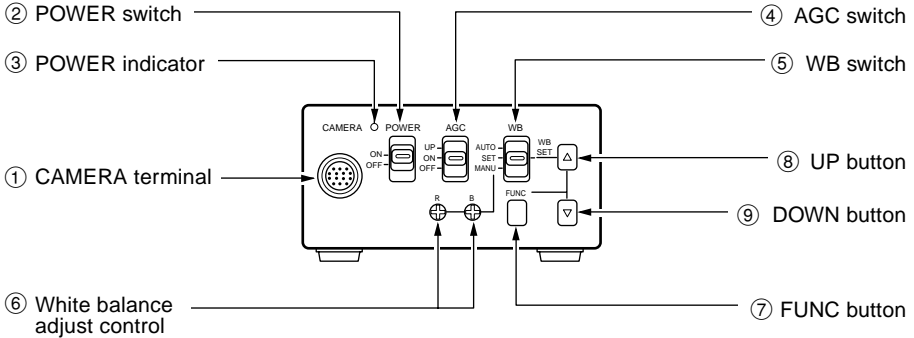 ② POWER switch
④ AGC switch
③ POWER indicator
⑤ WB switch
CAMERA POWER AGC WB
UP AUTO WB
ON ON SET SET
OFF OFF MANU
⑧ UP button
① CAMERA terminal
R B FUNC
⑨ DOWN button
⑥ White balance
adjust control
⑦ FUNC button